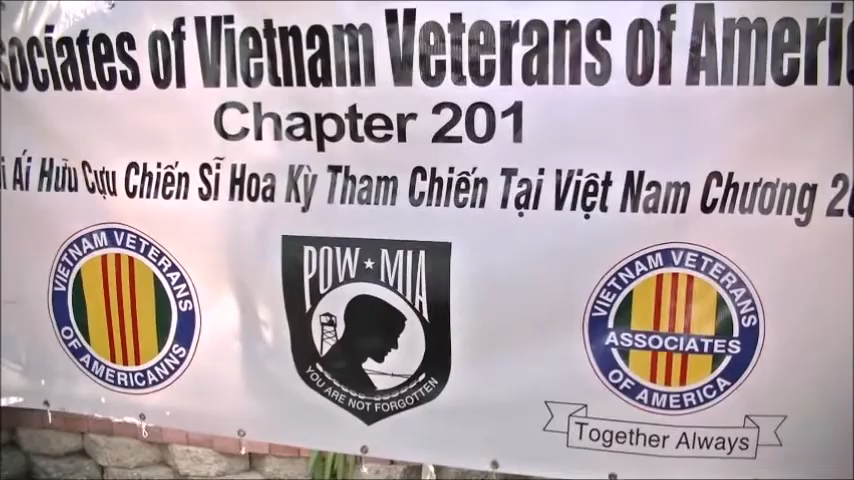 sociates of Vietnam Veterans of Ameri
Chapter 201
i Ái Hữu Cựu Chiến Sĩ Hoa Kỳ Tham Chiến Tại Việt Nam Chương 2
VIETNAM VETERANS
OF AMERICANNS
POW ★ MIA
YOU ARE NOT FORGOTTEN
VIETNAM VETERANS
ASSOCIATES
OF AMERICA
Together Always